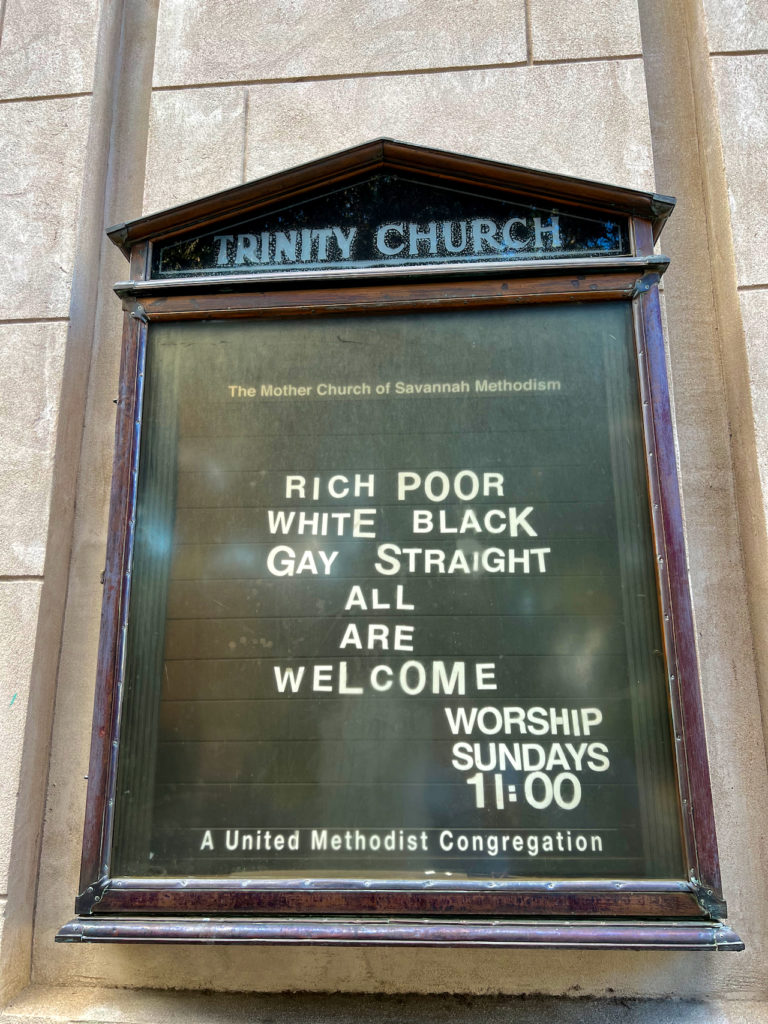 TRINITY CHURCH
The Mother Church of Savannah Methodism
RICH POOR
WHITE BLACK
GAY STRAIGHT
ALL
ARE
WELCOME
WORSHIP
SUNDAYS
11:00
A United Methodist Congregation